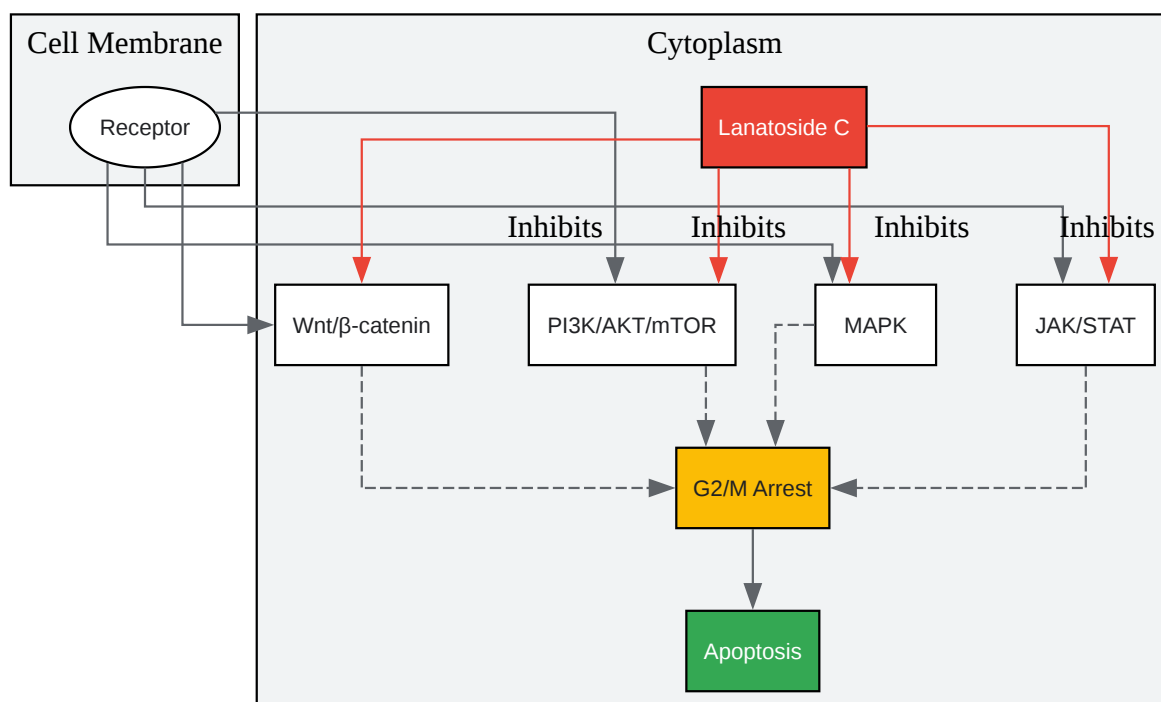 Cell Membrane
Cytoplasm
Receptor
Lanatoside C
Inhibits
Inhibits
Inhibits
Inhibits
Wnt/β-catenin
PI3K/AKT/mTOR
MAPK
JAK/STAT
G2/M Arrest
Apoptosis